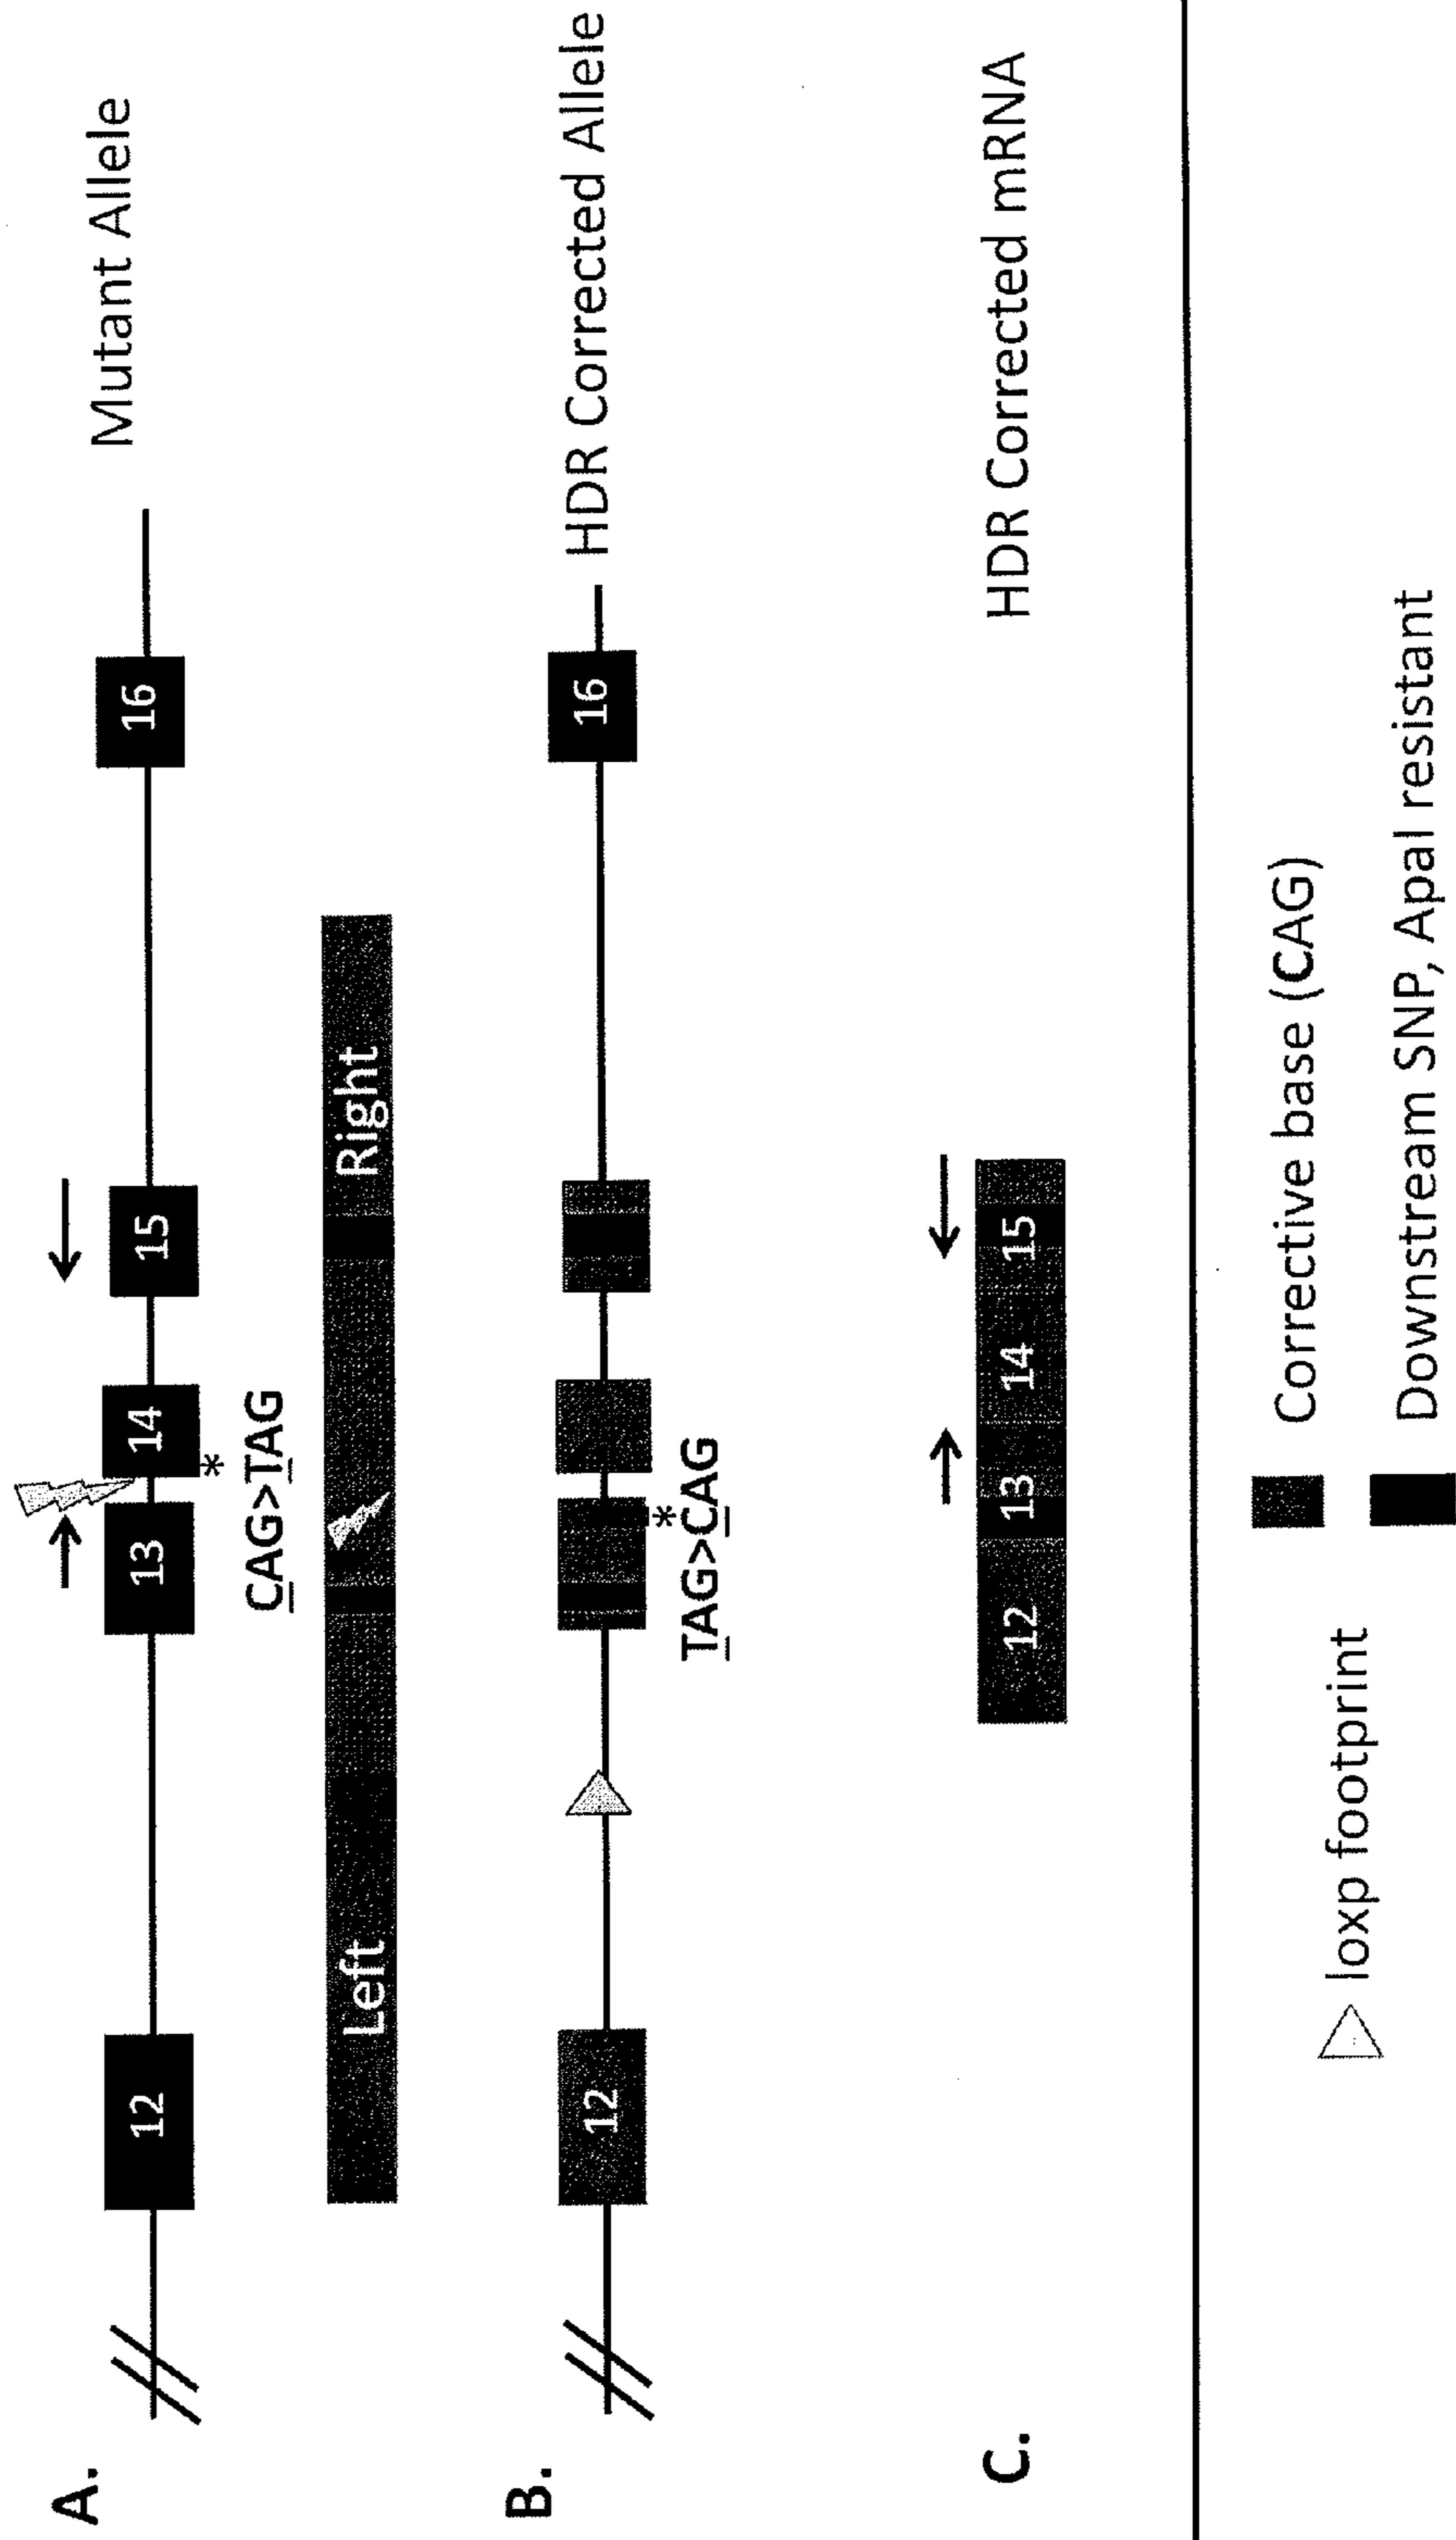 A.
12
13
14
15
16
Mutant Allele
*
CAG>TAG
Left
Right
B.
12
16
HDR Corrected Allele
*
TAG>CAG
C.
12
13
14
15
HDR Corrected mRNA
loxp footprint
Corrective base (CAG)
Downstream SNP, ApaI resistant